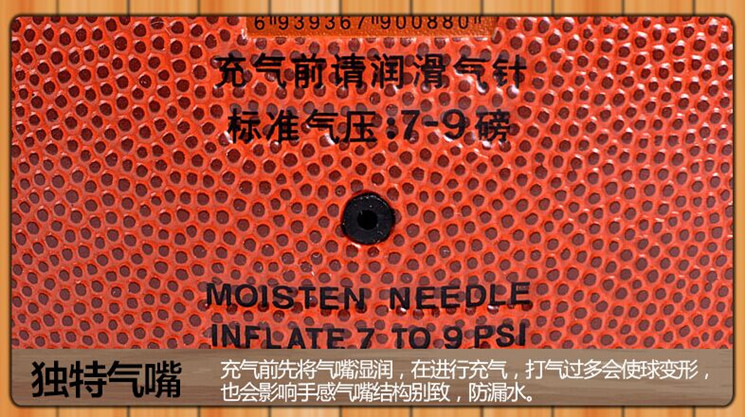 6"939367"900880"
充气前请润滑气针
标准气压:7-9磅
MOISTEN NEEDLE
INFLATE 7 TO 9 PSI
独特气嘴
充气前先将气嘴湿润，在进行充气，打气过多会使球变形，
也会影响手感气嘴结构别致，防漏水。